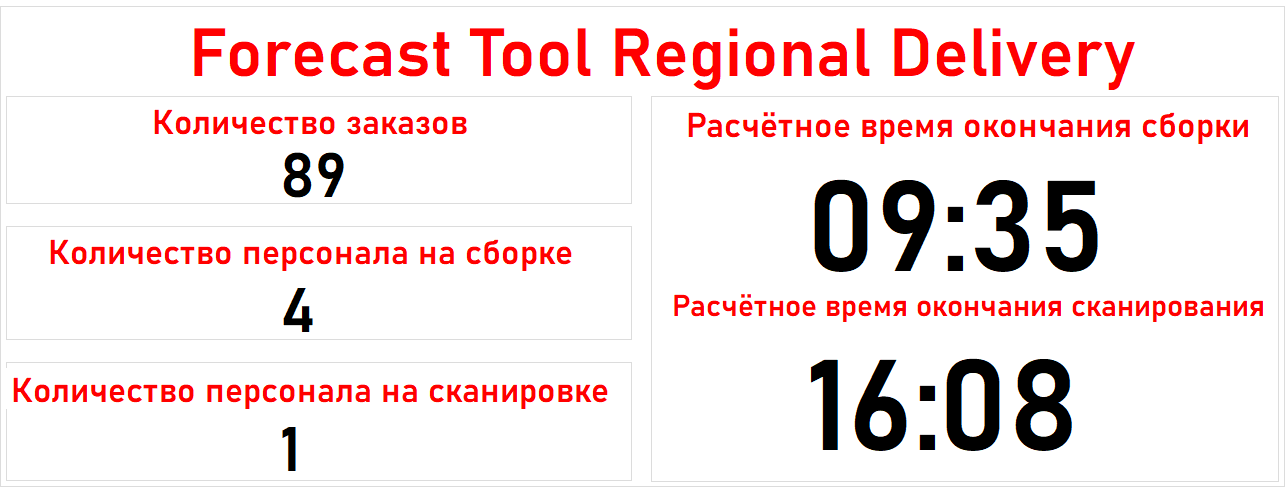 Forecast Tool Regional Delivery
Количество заказов
89
Количество персонала на сборке
4
Количество персонала на сканировке
1
Расчётное время окончания сборки
09:35
Расчётное время окончания сканирования
16:08